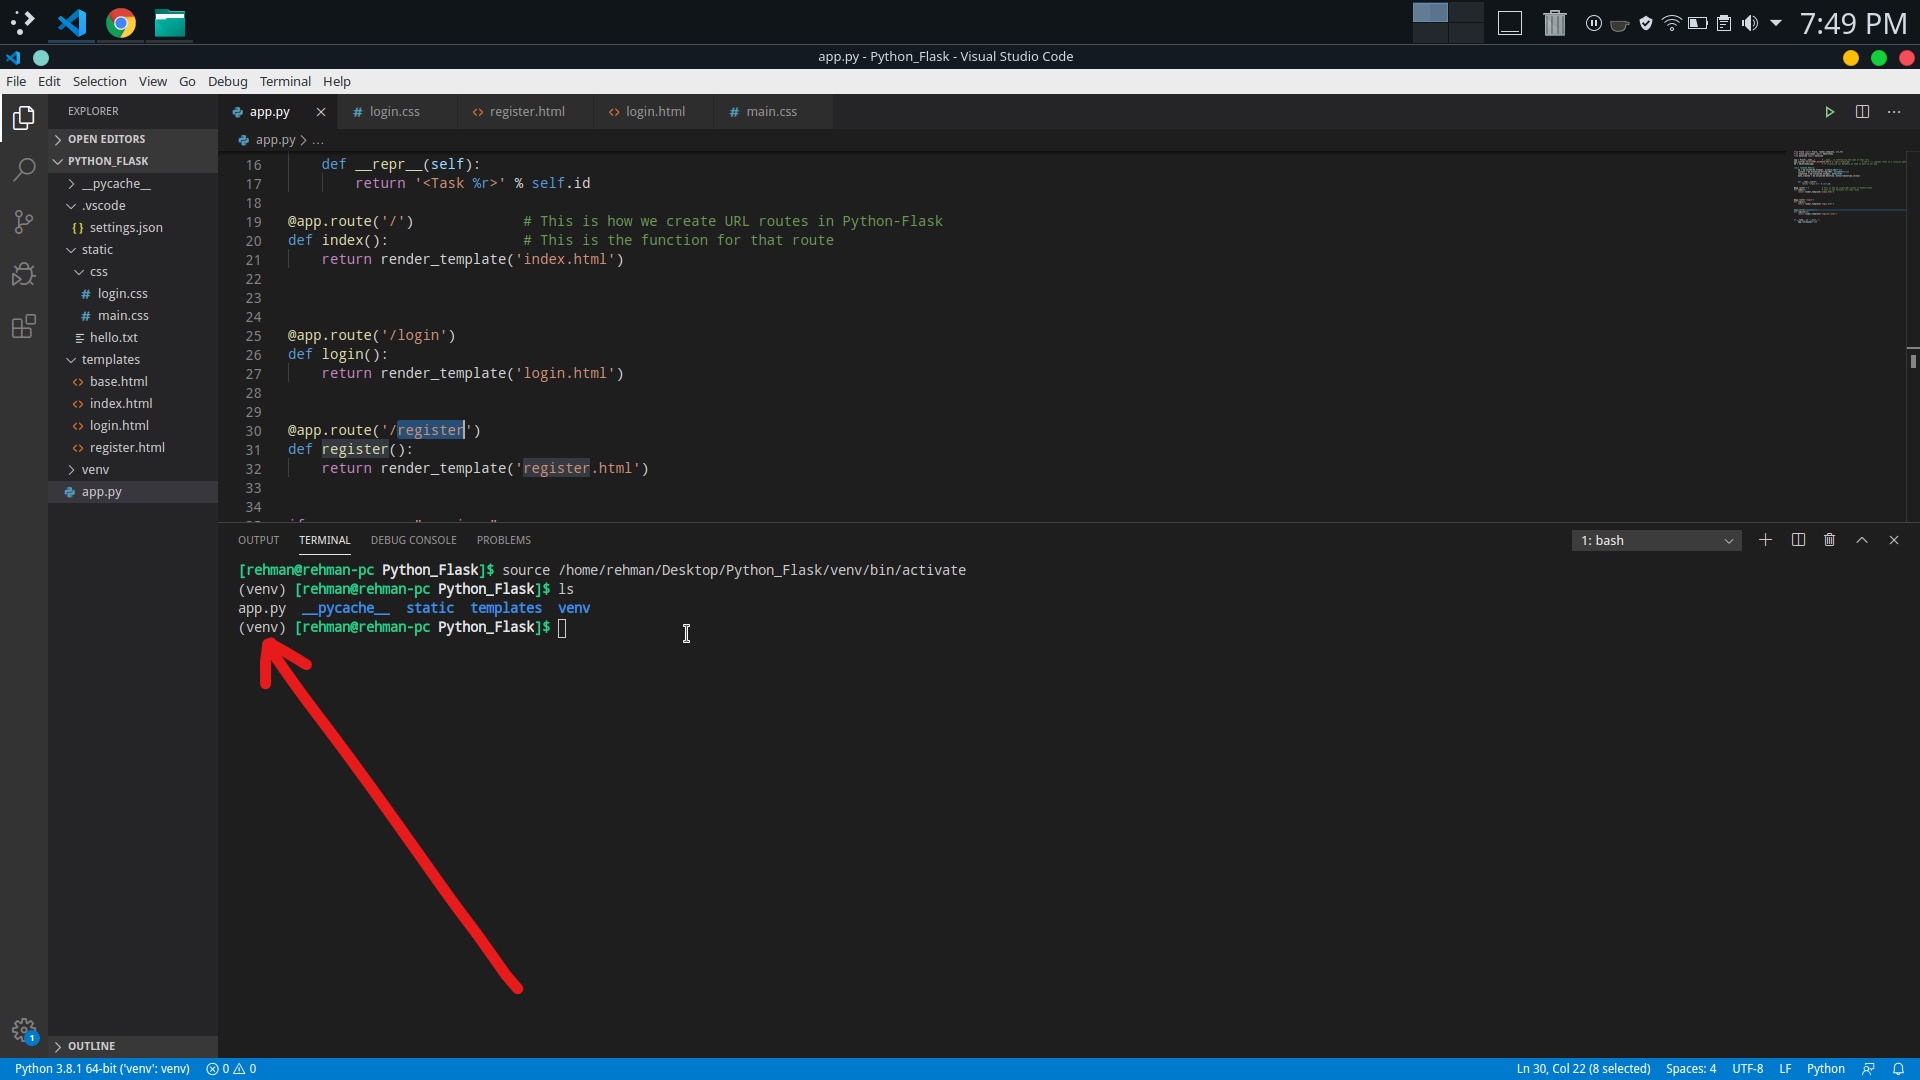 7:49 PM
app.py - Python_Flask - Visual Studio Code
File Edit Selection View Go Debug Terminal Help
EXPLORER
OPEN EDITORS
PYTHON_FLASK
__pycache__
.vscode
{} settings.json
static
css
# login.css
# main.css
hello.txt
templates
<> base.html
<> index.html
<> login.html
<> register.html
venv
app.py
OUTLINE
app.py # login.css <> register.html <> login.html # main.css
app.py > ...
16 def __repr__(self):
17 return '<Task %r>' % self.id
18
19 @app.route('/') # This is how we create URL routes in Python-Flask
20 def index(): # This is the function for that route
21 return render_template('index.html')
22
23
24
25 @app.route('/login')
26 def login():
27 return render_template('login.html')
28
29
30 @app.route('/register')
31 def register():
32 return render_template('register.html')
33
34
OUTPUT TERMINAL DEBUG CONSOLE PROBLEMS
1: bash
[rehman@rehman-pc Python_Flask]$ source /home/rehman/Desktop/Python_Flask/venv/bin/activate
(venv) [rehman@rehman-pc Python_Flask]$ ls
app.py __pycache__ static templates venv
(venv) [rehman@rehman-pc Python_Flask]$
1
Python 3.8.1 64-bit ('venv': venv) 0 0 Ln 30, Col 22 (8 selected) Spaces: 4 UTF-8 LF Python